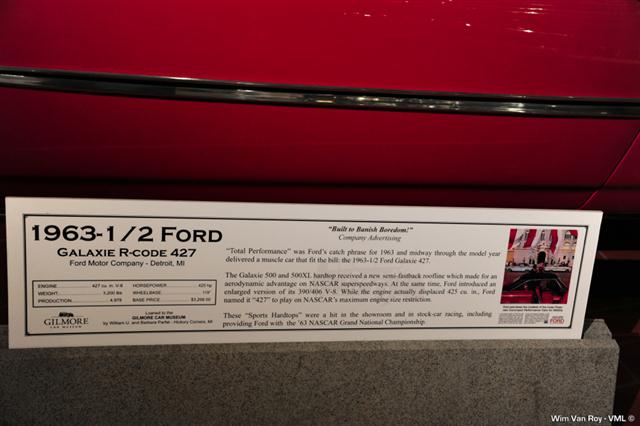 1963-1/2 FORD
GALAXIE R-CODE 427
Ford Motor Company - Detroit, MI
ENGINE 427 cu. in. V-8 HORSEPOWER 425 hp
WEIGHT WHEELBASE 119"
PRODUCTION 4,978 BASE PRICE
GILMORE
CAR MUSEUM
Loaned to the
GILMORE CAR MUSEUM
by William U. and Barbara Parfet - Hickory Corners, MI
"Built to Banish Boredom!"
Company Advertising
"Total Performance" was Ford's catch phrase for 1963 and midway through the model year
delivered a muscle car that fit the bill: the 1963-1/2 Ford Galaxie 427.
The Galaxie 500 and 500XL hardtop received a new semi-fastback roofline which made for an
aerodynamic advantage on NASCAR superspeedways. At the same time, Ford introduced an
enlarged version of its 390/406 V-8. While the engine actually displaced 425 cu. in., Ford
named it "427" to play on NASCAR's maximum engine size restriction.
These "Sports Hardtops" were a hit in the showroom and in stock-car racing, including
providing Ford with the '63 NASCAR Grand National Championship.
FORD
Wim Van Roy - VML ©